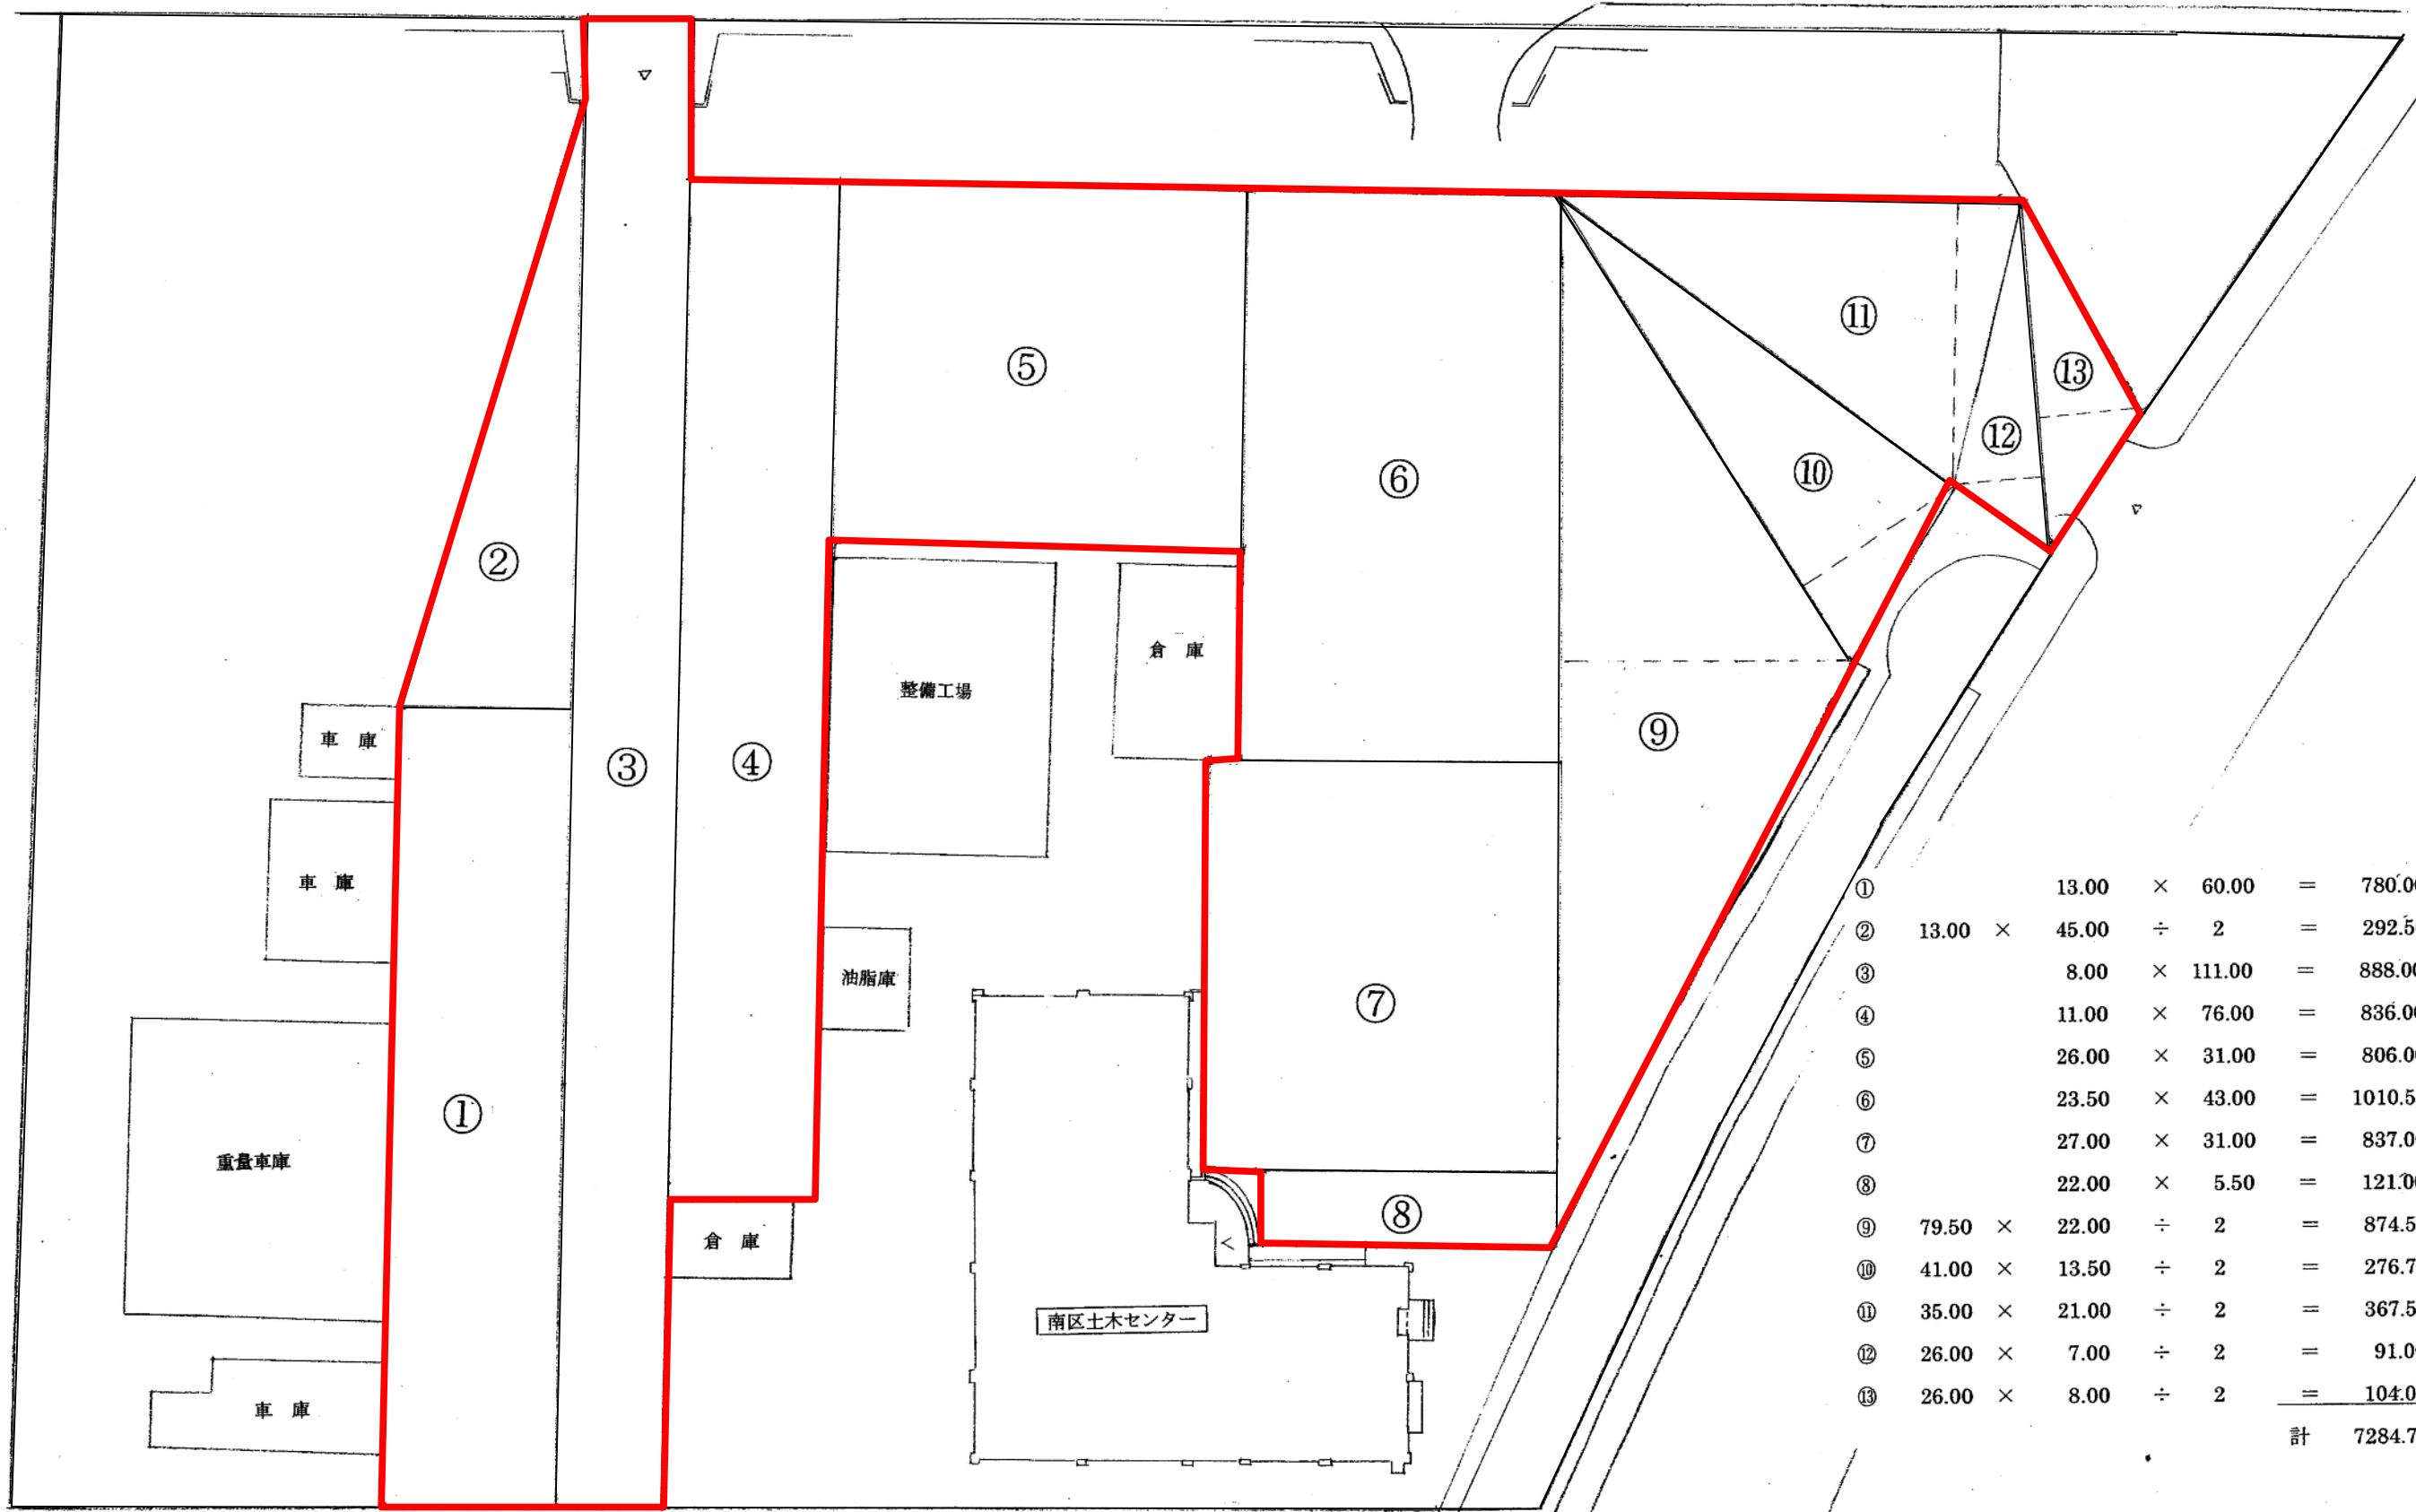 ⑤
⑪
⑬
⑫
⑥
⑩
②
倉 庫
整備工場
車 庫
③
④
⑨
車 庫
油脂庫
⑦
①
重量車庫
⑧
倉 庫
南区土木センター
車 庫
① 13.00 × 60.00 = 780.00
② 13.00 × 45.00 ÷ 2 = 292.5
③ 8.00 × 111.00 = 888.00
④ 11.00 × 76.00 = 836.00
⑤ 26.00 × 31.00 = 806.00
⑥ 23.50 × 43.00 = 1010.5
⑦ 27.00 × 31.00 = 837.0
⑧ 22.00 × 5.50 = 121.00
⑨ 79.50 × 22.00 ÷ 2 = 874.5
⑩ 41.00 × 13.50 ÷ 2 = 276.7
⑪ 35.00 × 21.00 ÷ 2 = 367.5
⑫ 26.00 × 7.00 ÷ 2 = 91.0
⑬ 26.00 × 8.00 ÷ 2 = 104.0
計 7284.7